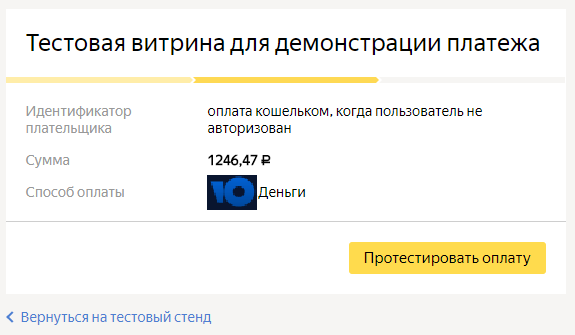 Тестовая витрина для демонстрации платежа
Идентификатор плательщика
оплата кошельком, когда пользователь не авторизован
Сумма
1246,47 ₽
Способ оплаты
Ю Деньги
Протестировать оплату
Вернуться на тестовый стенд